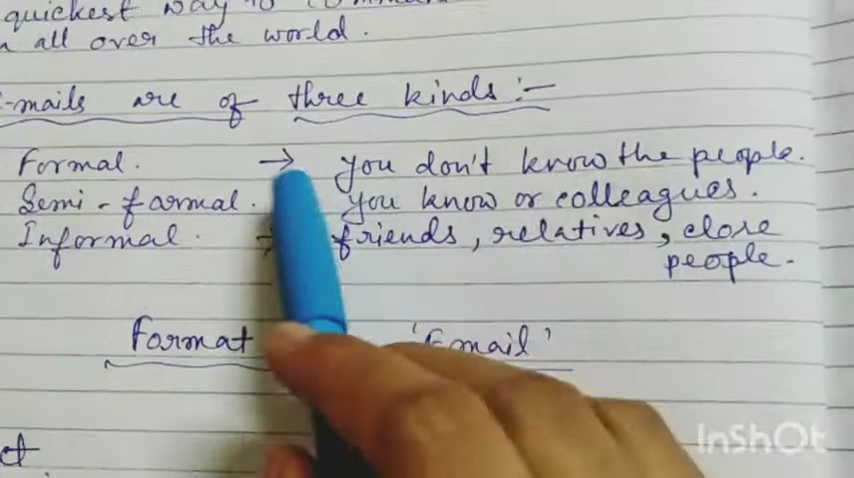 quickest way to
all over the world.
E-mails are of three kinds :-
Formal. → you don't know the people.
Semi-formal. you know or colleagues.
Informal. → friends, relatives, close
people.
Format 'Email'
InShOt